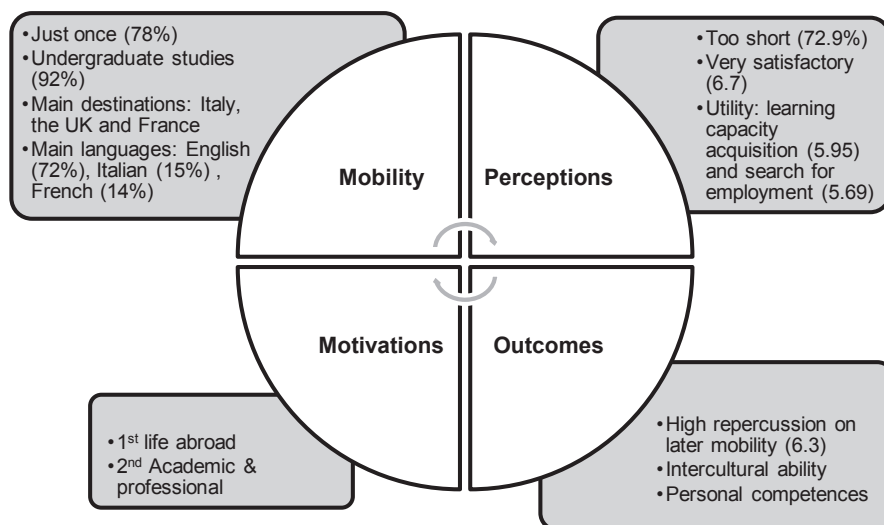 •Just once (78%)
•Undergraduate studies
(92%)
•Main destinations: Italy,
the UK and France
•Main languages: English
(72%), Italian (15%) ,
French (14%)
•Too short (72.9%)
•Very satisfactory
(6.7)
•Utility: learning
capacity
acquisition (5.95)
and search for
employment (5.69)
Mobility
Perceptions
Motivations
Outcomes
•1st life abroad
•2nd Academic &
professional
•High repercussion on
later mobility (6.3)
•Intercultural ability
•Personal competences